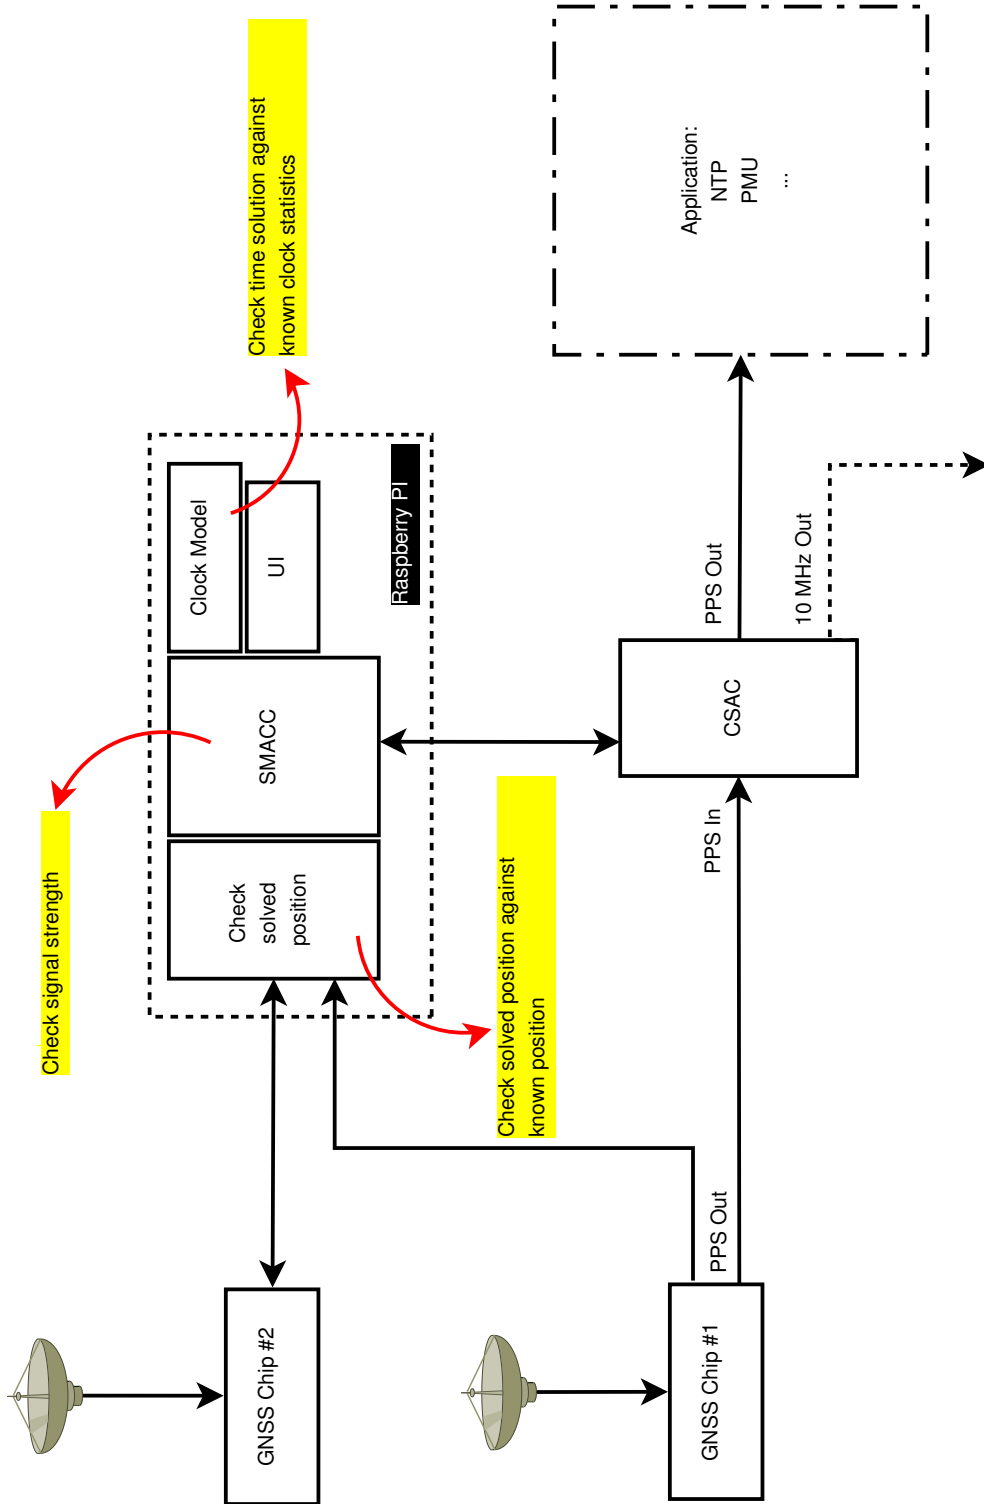 Check signal strength
Check time solution against
known clock statistics
Clock Model
UI
Raspberry PI
SMACC
Check
solved
position
Check solved position against
known position
GNSS Chip #2
GNSS Chip #1
PPS Out
PPS In
CSAC
PPS Out
10 MHz Out
Application:
NTP
PMU
...